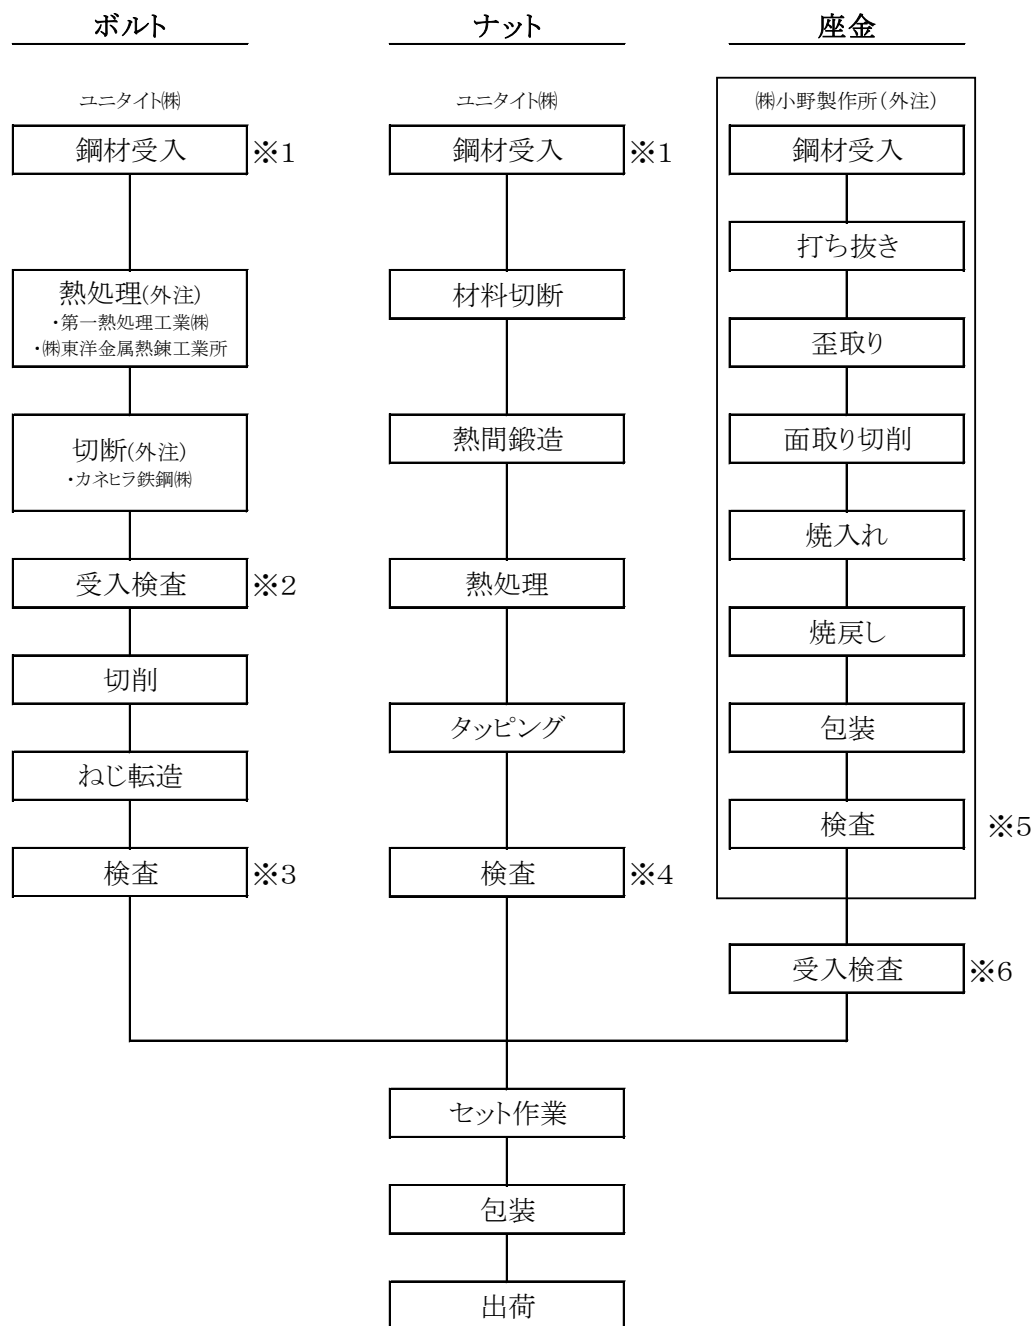 ボルト
ユニタイト㈱
鋼材受入
※1
熱処理(外注)
・第一熱処理工業㈱
・㈱東洋金属熱錬工業所
切断(外注)
・カネヒラ鉄鋼㈱
受入検査
※2
切削
ねじ転造
検査
※3
ナット
ユニタイト㈱
鋼材受入
※1
材料切断
熱間鍛造
熱処理
タッピング
検査
※4
座金
㈱小野製作所(外注)
鋼材受入
打ち抜き
歪取り
面取り切削
焼入れ
焼戻し
包装
検査
※5
受入検査
※6
セット作業
包装
出荷